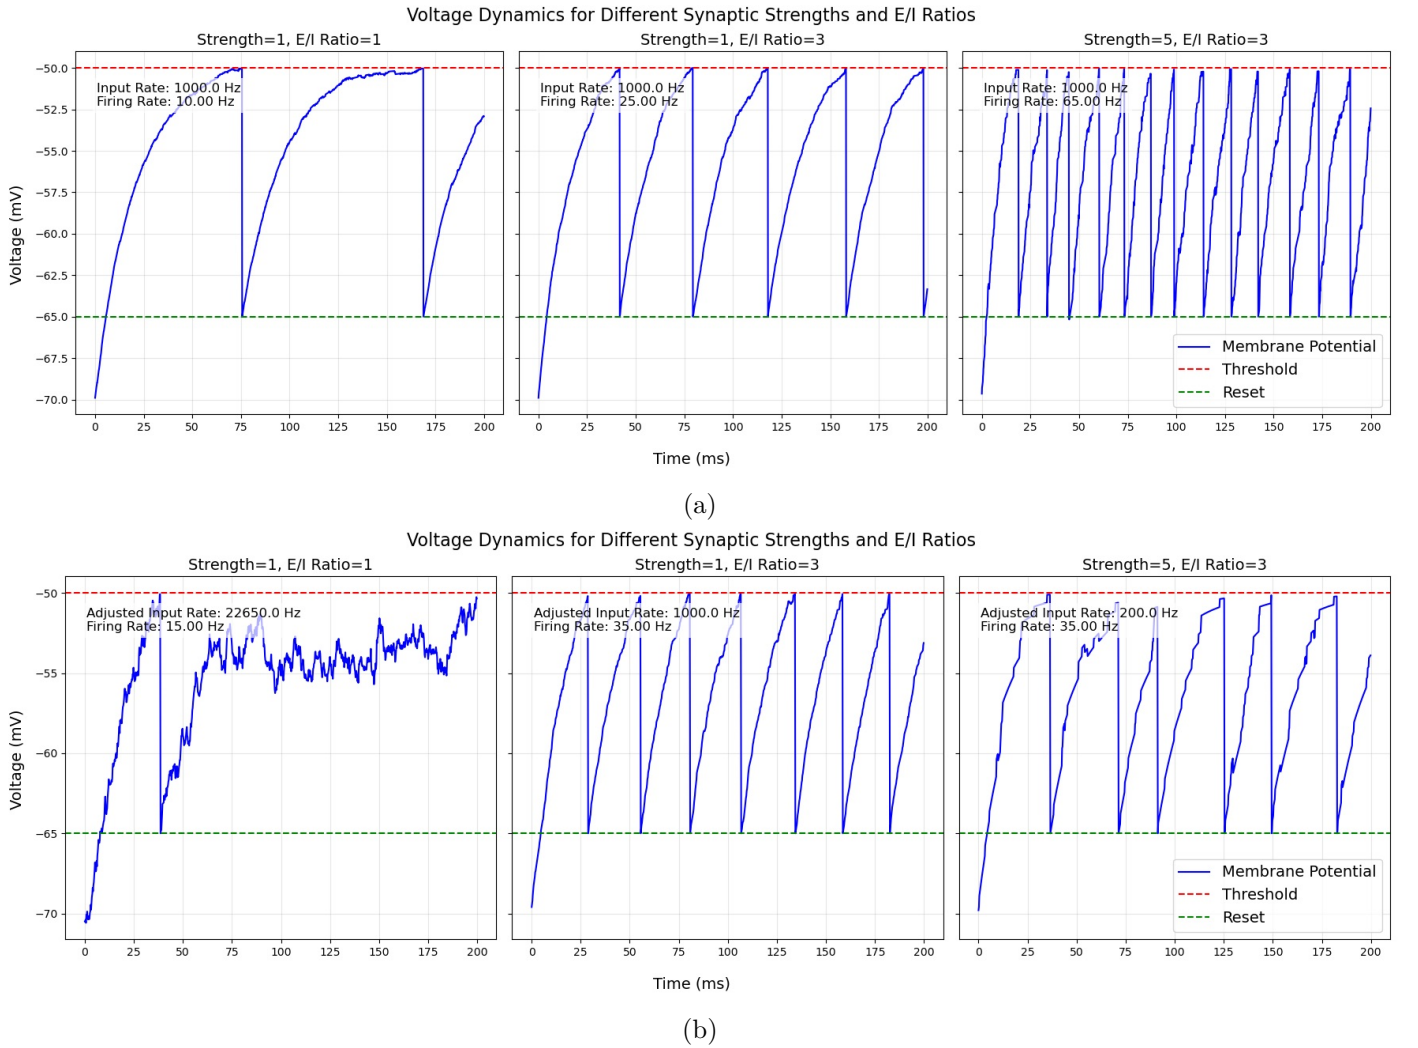 Voltage Dynamics for Different Synaptic Strengths and E/I Ratios
Strength=1, E/I Ratio=1
Strength=1, E/I Ratio=3
Strength=5, E/I Ratio=3
Voltage (mV)
−50.0
−52.5
−55.0
−57.5
−60.0
−62.5
−65.0
−67.5
−70.0
Input Rate: 1000.0 Hz
Firing Rate: 10.00 Hz
Input Rate: 1000.0 Hz
Firing Rate: 25.00 Hz
Input Rate: 1000.0 Hz
Firing Rate: 65.00 Hz
Membrane Potential
Threshold
Reset
0 25 50 75 100 125 150 175 200
0 25 50 75 100 125 150 175 200
0 25 50 75 100 125 150 175 200
Time (ms)
(a)
Voltage Dynamics for Different Synaptic Strengths and E/I Ratios
Strength=1, E/I Ratio=1
Strength=1, E/I Ratio=3
Strength=5, E/I Ratio=3
Voltage (mV)
−50
−55
−60
−65
−70
Adjusted Input Rate: 22650.0 Hz
Firing Rate: 15.00 Hz
Adjusted Input Rate: 1000.0 Hz
Firing Rate: 35.00 Hz
Adjusted Input Rate: 200.0 Hz
Firing Rate: 35.00 Hz
Membrane Potential
Threshold
Reset
0 25 50 75 100 125 150 175 200
0 25 50 75 100 125 150 175 200
0 25 50 75 100 125 150 175 200
Time (ms)
(b)